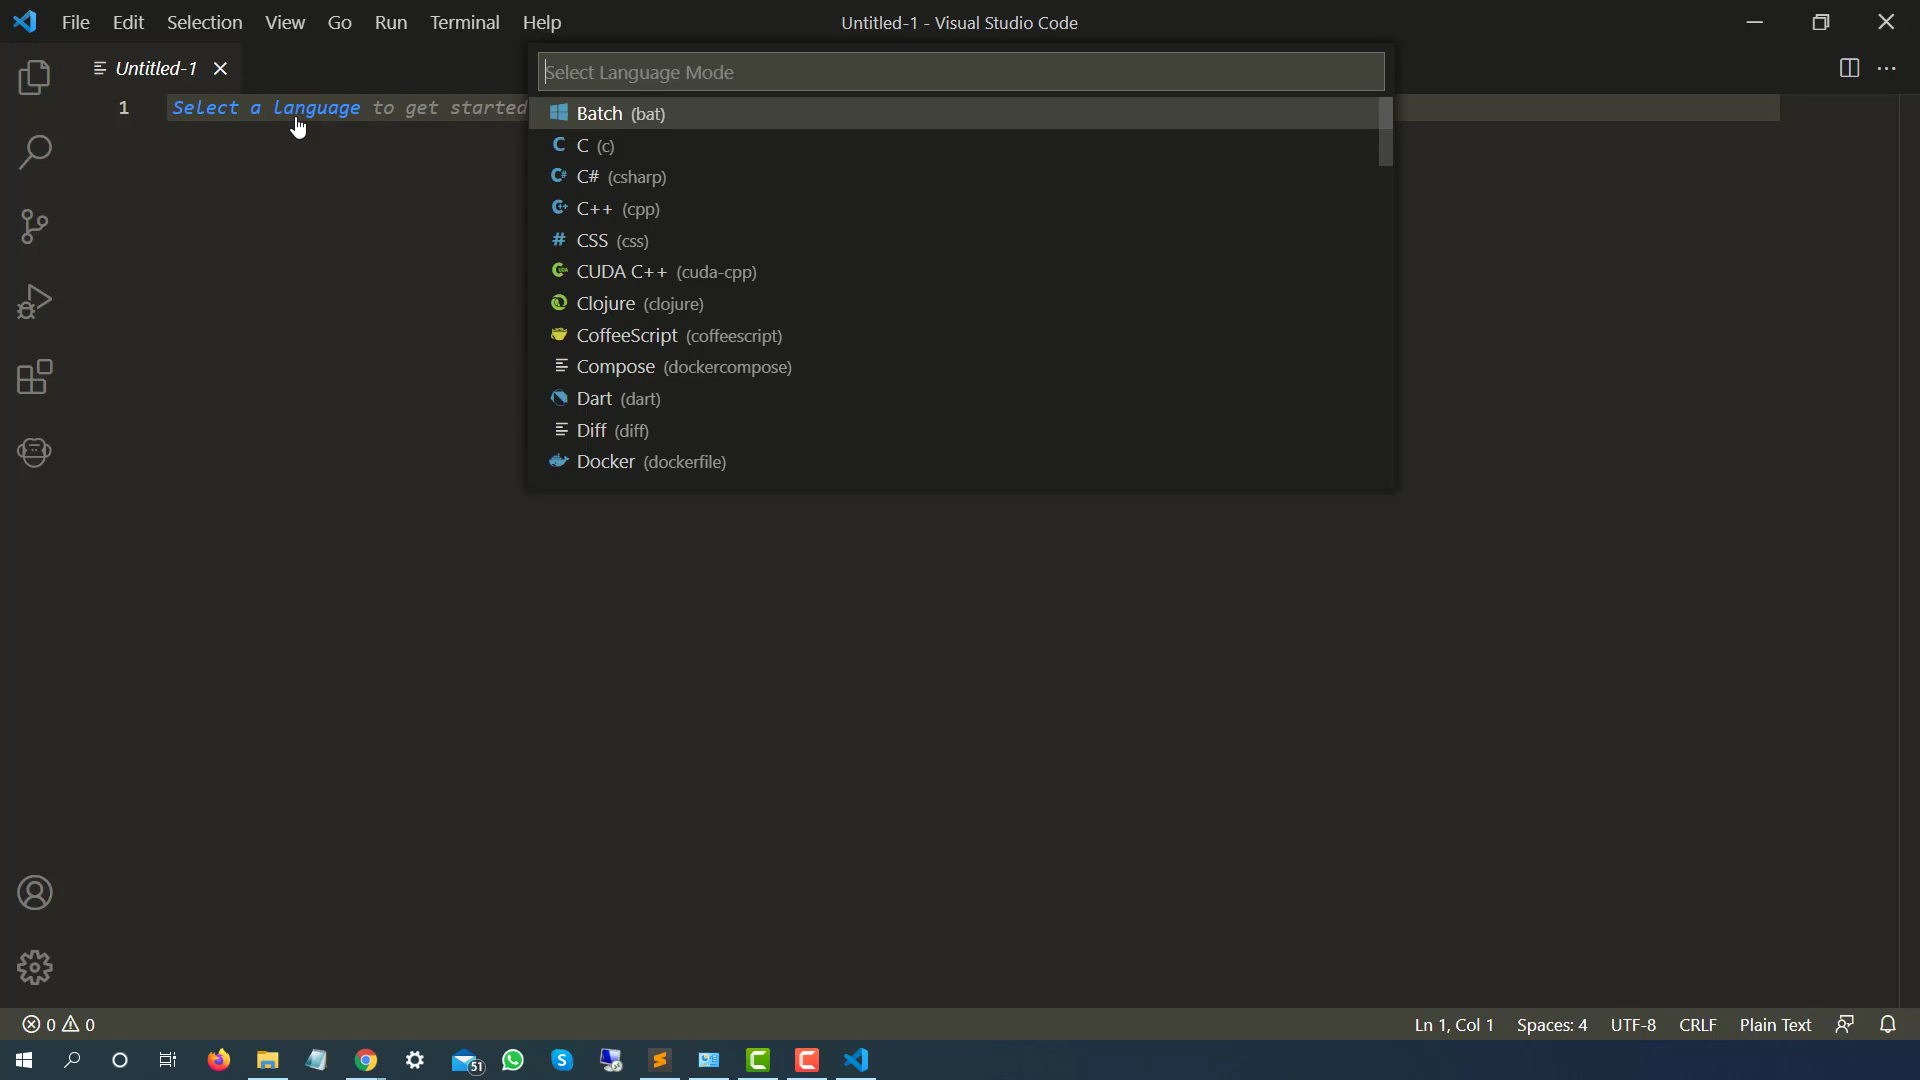 File Edit Selection View Go Run Terminal Help
Untitled-1 - Visual Studio Code
Untitled-1
Select Language Mode
1
Select a language to get started
Batch (bat)
C (c)
C# (csharp)
C++ (cpp)
CSS (css)
CUDA C++ (cuda-cpp)
Clojure (clojure)
CoffeeScript (coffeescript)
Compose (dockercompose)
Dart (dart)
Diff (diff)
Docker (dockerfile)
0 0
Ln 1, Col 1 Spaces: 4 UTF-8 CRLF Plain Text
51